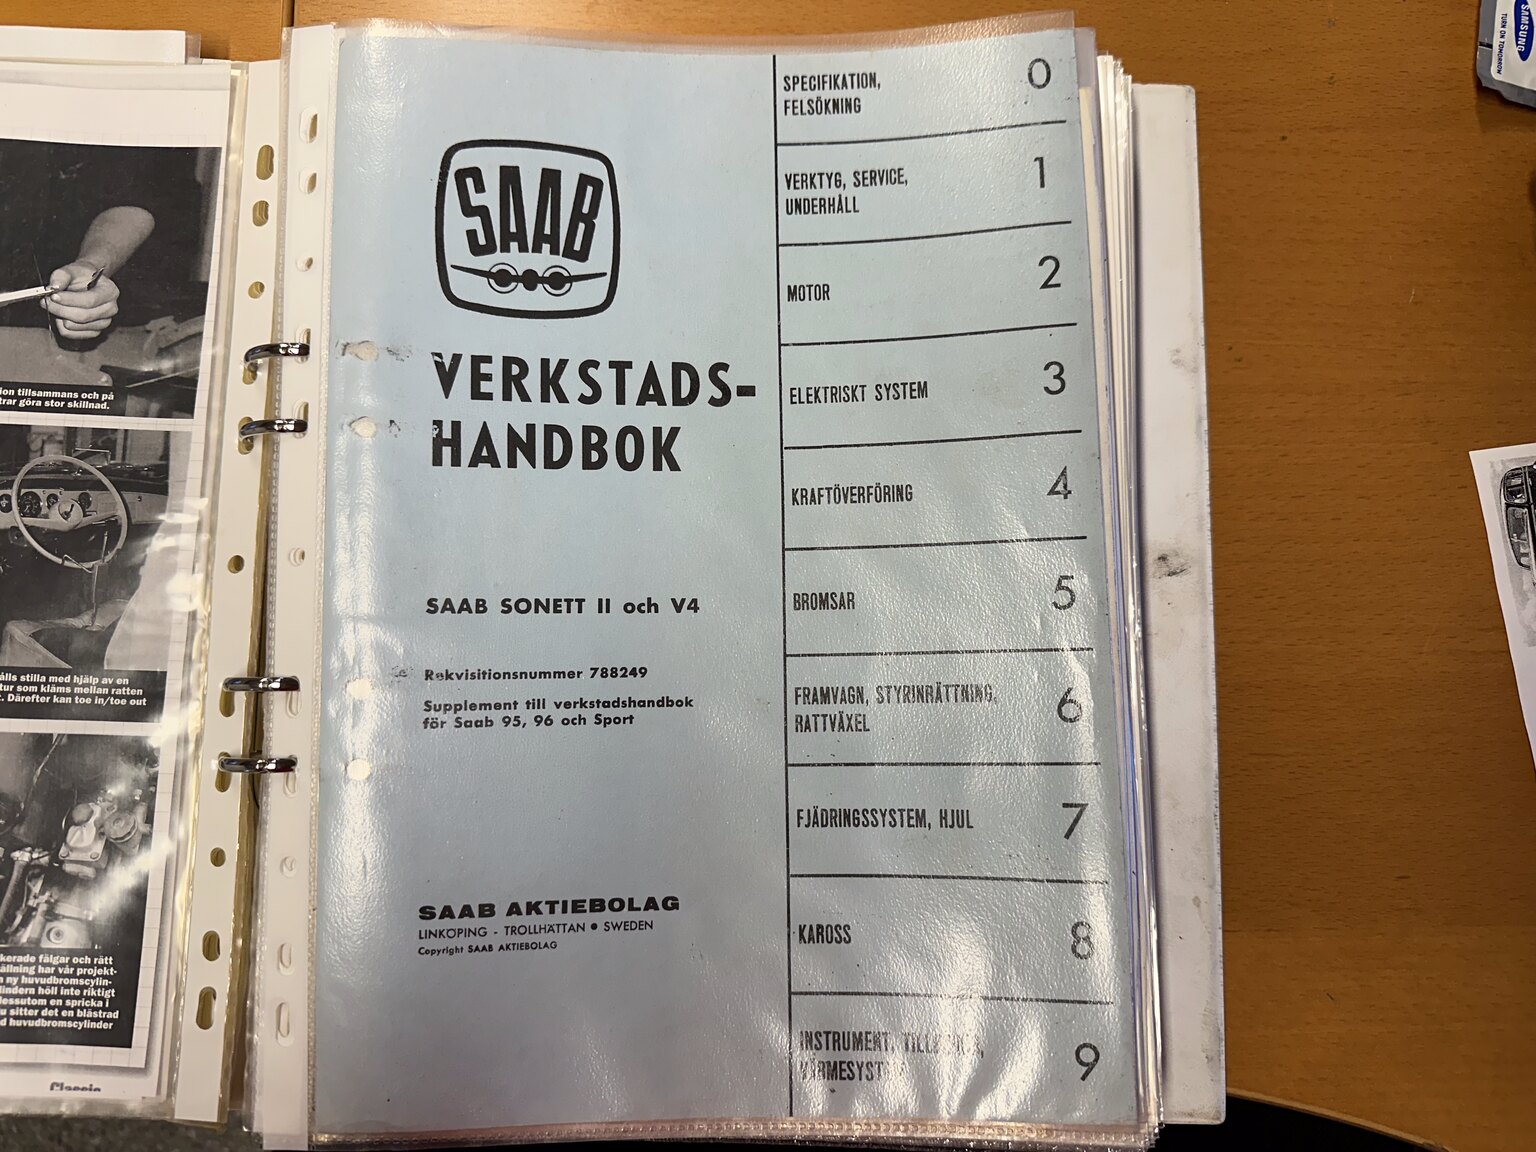 ion tillsammans och på
trar göra stor skillnad.
älls stilla med hjälp av en
tur som kläms mellan ratten
. Därefter kan toe in/toe out
kerade fälgar och rätt
ällning har vår projekt-
n ny huvudbromscylin-
lindern höll inte riktigt
lessutom en spricka i
u sitter det en blästrad
d huvudbromscylinder
SAAB
VERKSTADS-
HANDBOK
SAAB SONETT II och V4
Rekvisitionsnummer 788249
Supplement till verkstadshandbok
för Saab 95, 96 och Sport
SAAB AKTIEBOLAG
LINKÖPING - TROLLHÄTTAN • SWEDEN
Copyright SAAB AKTIEBOLAG
SPECIFIKATION, 0
FELSÖKNING
VERKTYG, SERVICE, 1
UNDERHÅLL
MOTOR 2
ELEKTRISKT SYSTEM 3
KRAFTÖVERFÖRING 4
BROMSAR 5
FRAMVAGN, STYRINRÄTTNING, 6
RATTVÄXEL
FJÄDRINGSSYSTEM, HJUL 7
KAROSS 8
INSTRUMENT, 9
SAMSUNG
TURN ON TOMORROW